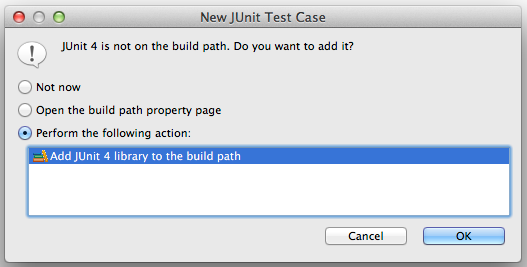 New JUnit Test Case
JUnit 4 is not on the build path. Do you want to add it?
Not now
Open the build path property page
Perform the following action:
Add JUnit 4 library to the build path
Cancel
OK